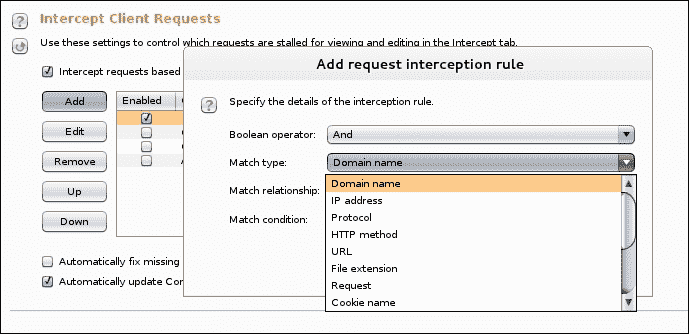 Intercept Client Requests
Use these settings to control which requests are stalled for viewing and editing in the Intercept tab.
Intercept requests based
Add
Edit
Remove
Up
Down
Enabled
Automatically fix missing
Automatically update Con
Add request interception rule
Specify the details of the interception rule.
Boolean operator: And
Match type: Domain name
Match relationship:
Match condition:
Domain name
IP address
Protocol
HTTP method
URL
File extension
Request
Cookie name